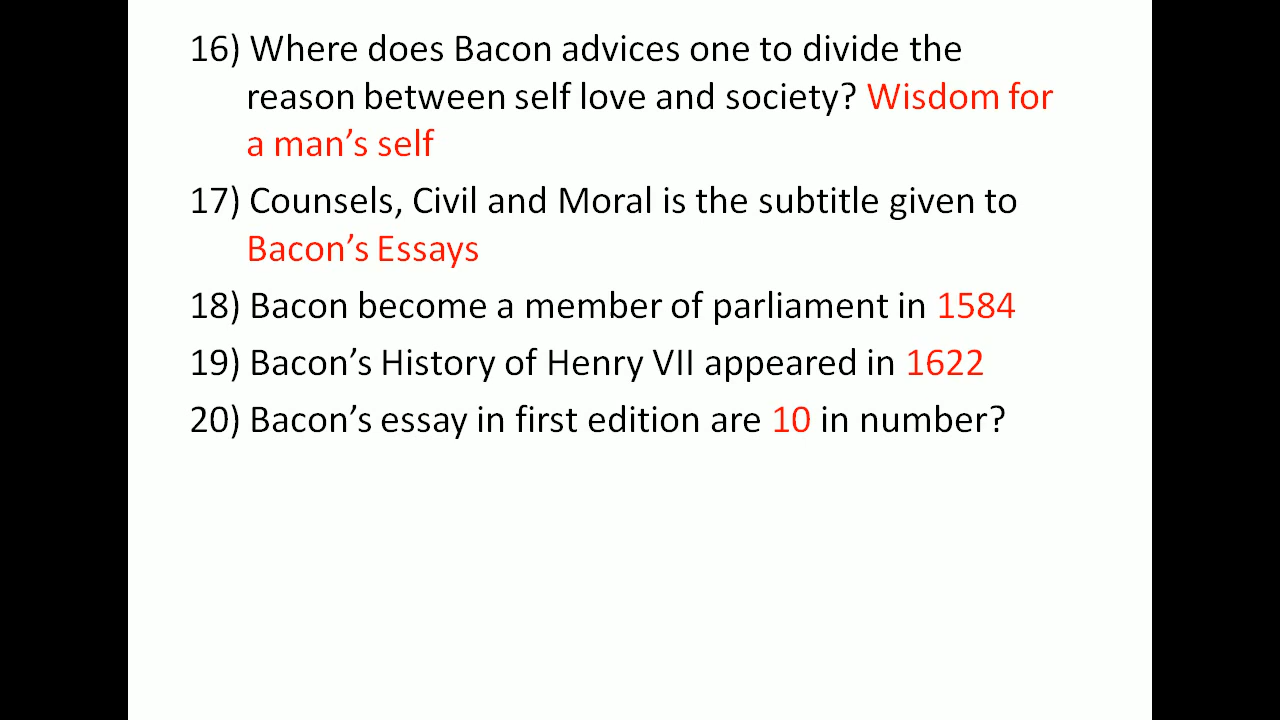 16) Where does Bacon advices one to divide the
reason between self love and society? Wisdom for
a man’s self
17) Counsels, Civil and Moral is the subtitle given to
Bacon’s Essays
18) Bacon become a member of parliament in 1584
19) Bacon’s History of Henry VII appeared in 1622
20) Bacon’s essay in first edition are 10 in number?